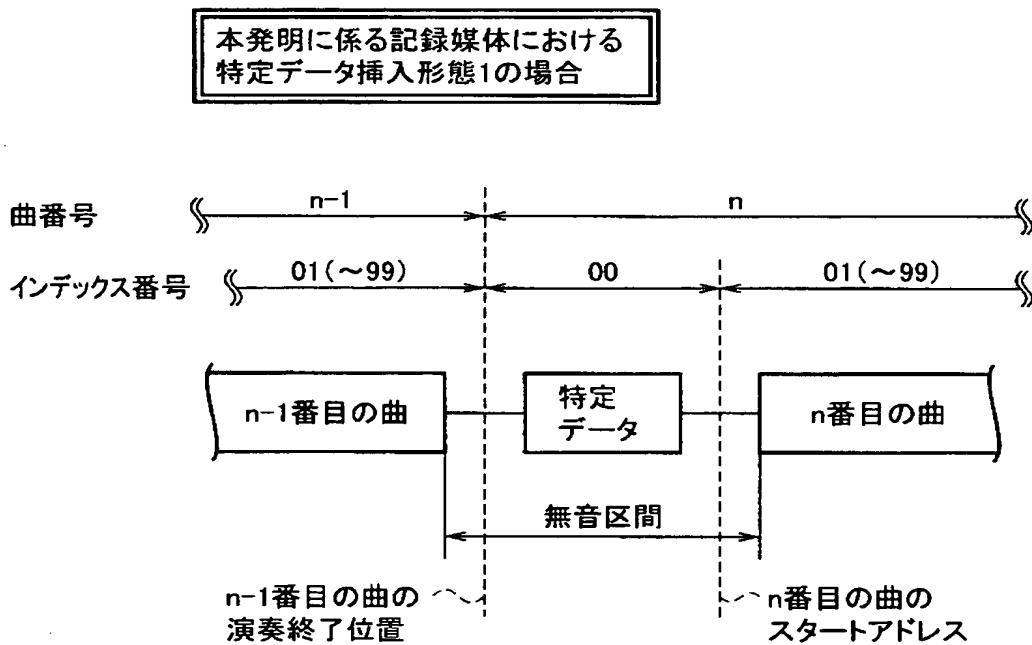 本発明に係る記録媒体における
特定データ挿入形態1の場合
曲番号
n-1
n
インデックス番号
01(～99)
00
01(～99)
n-1番目の曲
特定
データ
n番目の曲
無音区間
n-1番目の曲の
演奏終了位置
n番目の曲の
スタートアドレス